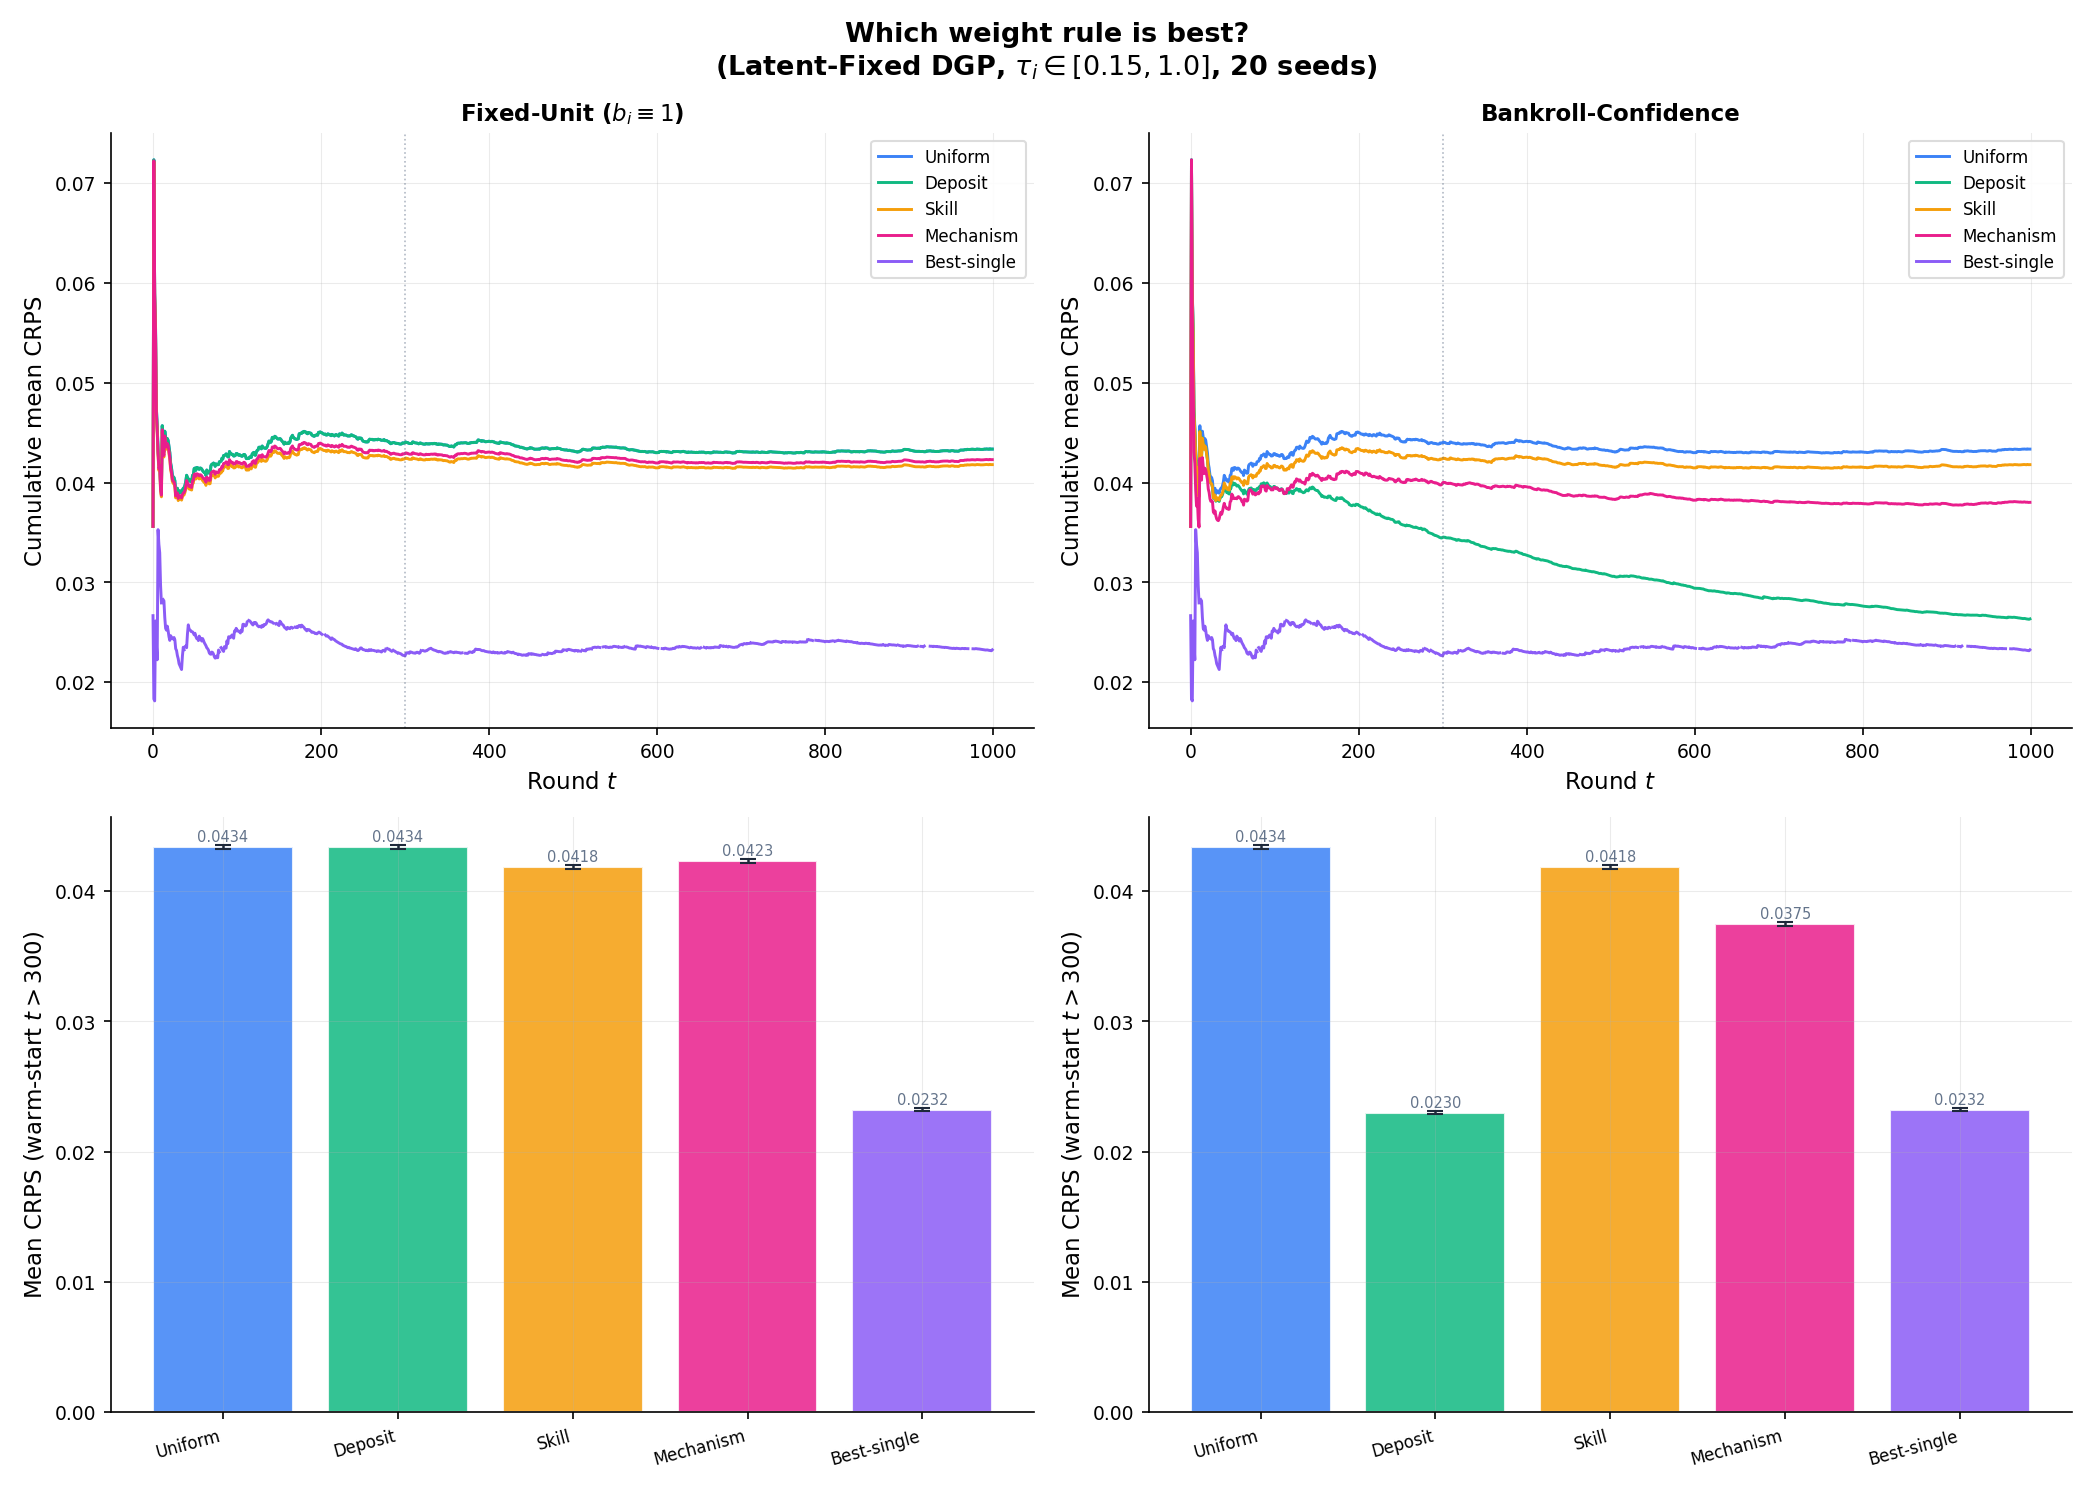 Which weight rule is best?
(Latent-Fixed DGP, τᵢ ∈ [0.15, 1.0], 20 seeds)
Fixed-Unit (bᵢ ≡ 1)
Cumulative mean CRPS
0.07
0.06
0.05
0.04
0.03
0.02
0
200
400
600
800
1000
Round t
Uniform
Deposit
Skill
Mechanism
Best-single
Bankroll-Confidence
Cumulative mean CRPS
0.07
0.06
0.05
0.04
0.03
0.02
0
200
400
600
800
1000
Round t
Uniform
Deposit
Skill
Mechanism
Best-single
Mean CRPS (warm-start t > 300)
0.04
0.03
0.02
0.01
0.00
0.0434
0.0434
0.0418
0.0423
0.0232
Uniform
Deposit
Skill
Mechanism
Best-single
Mean CRPS (warm-start t > 300)
0.04
0.03
0.02
0.01
0.00
0.0434
0.0230
0.0418
0.0375
0.0232
Uniform
Deposit
Skill
Mechanism
Best-single